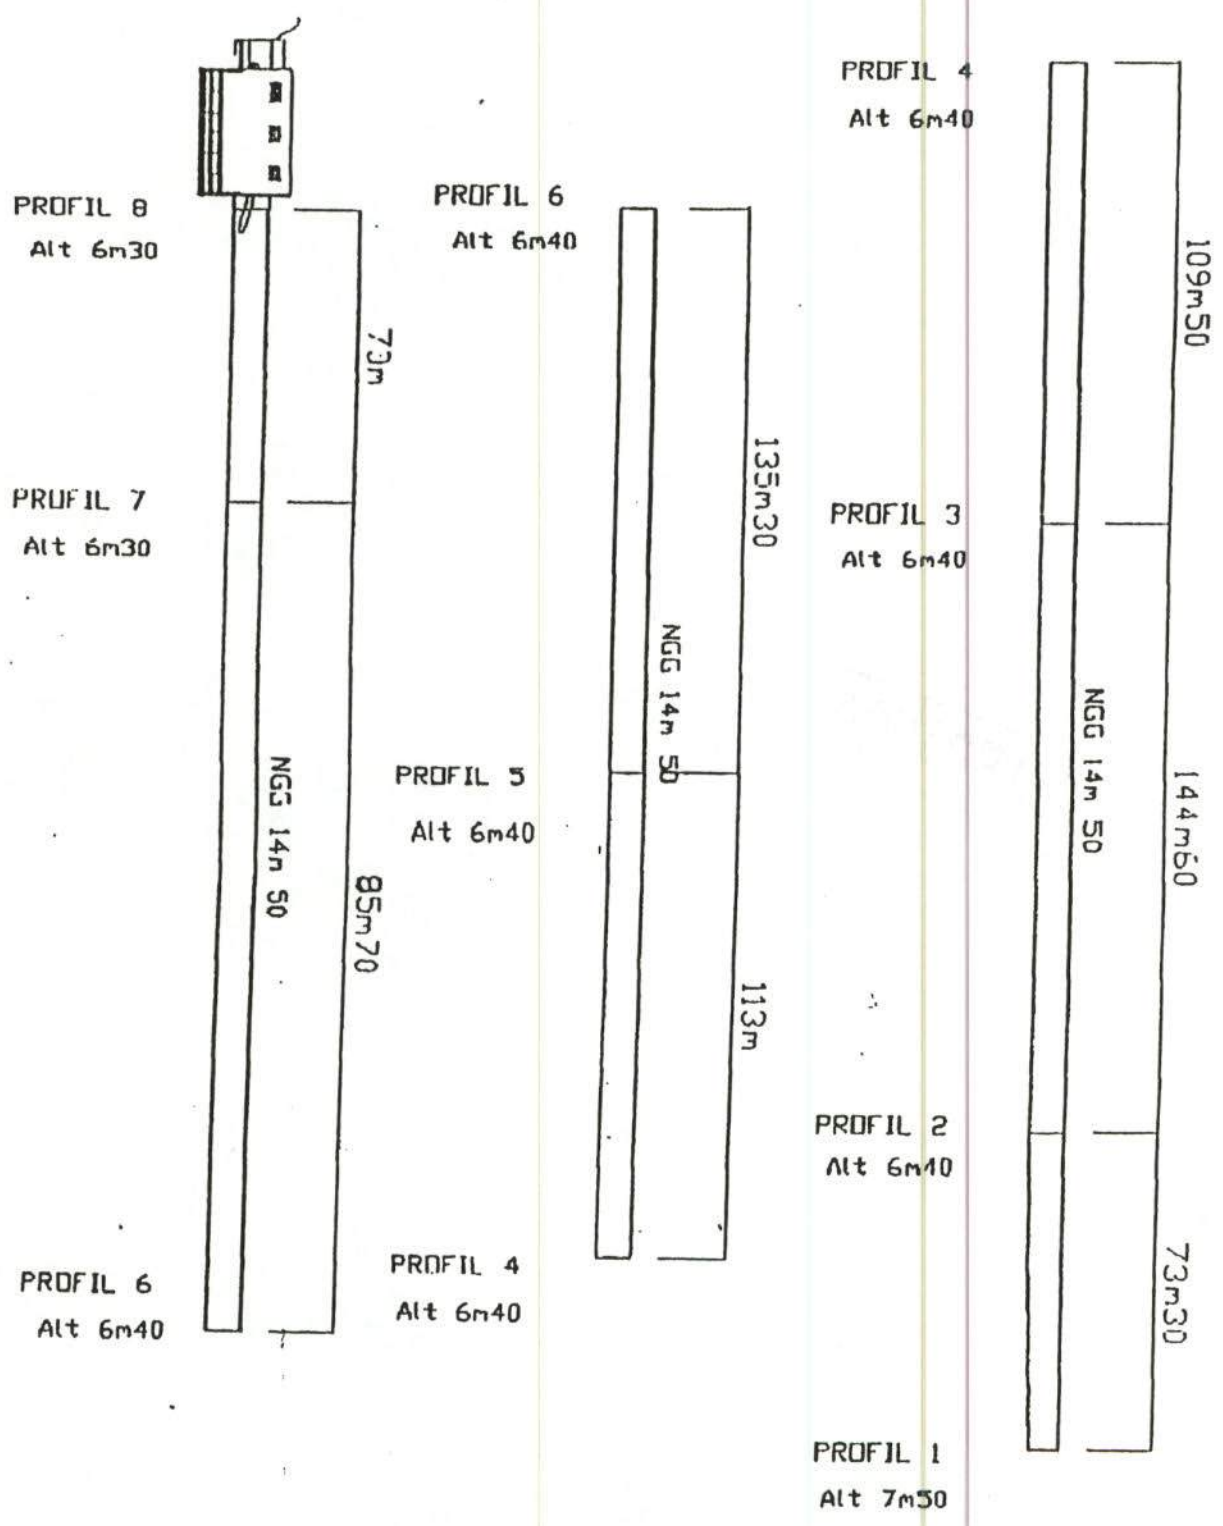 PROFIL 8
Alt 6m30
70m
PROFIL 7
Alt 6m30
NGG 14m 50
85m70
PROFIL 6
Alt 6m40
PROFIL 6
Alt 6m40
135m30
NGG 14m 50
PROFIL 5
Alt 6m40
113m
PROFIL 4
Alt 6m40
PROFIL 4
Alt 6m40
109m50
PROFIL 3
Alt 6m40
NGG 14m 50
144m60
PROFIL 2
Alt 6m40
73m30
PROFIL 1
Alt 7m50